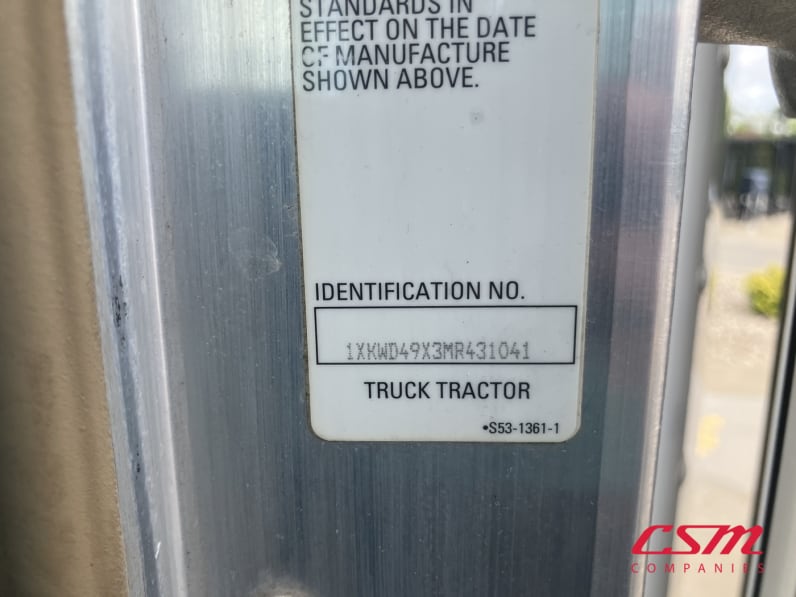 STANDARDS IN
EFFECT ON THE DATE
OF MANUFACTURE
SHOWN ABOVE.
IDENTIFICATION NO.
1XKWD49X3MR431041
TRUCK TRACTOR
•S53-1361-1
CSM
COMPANIES